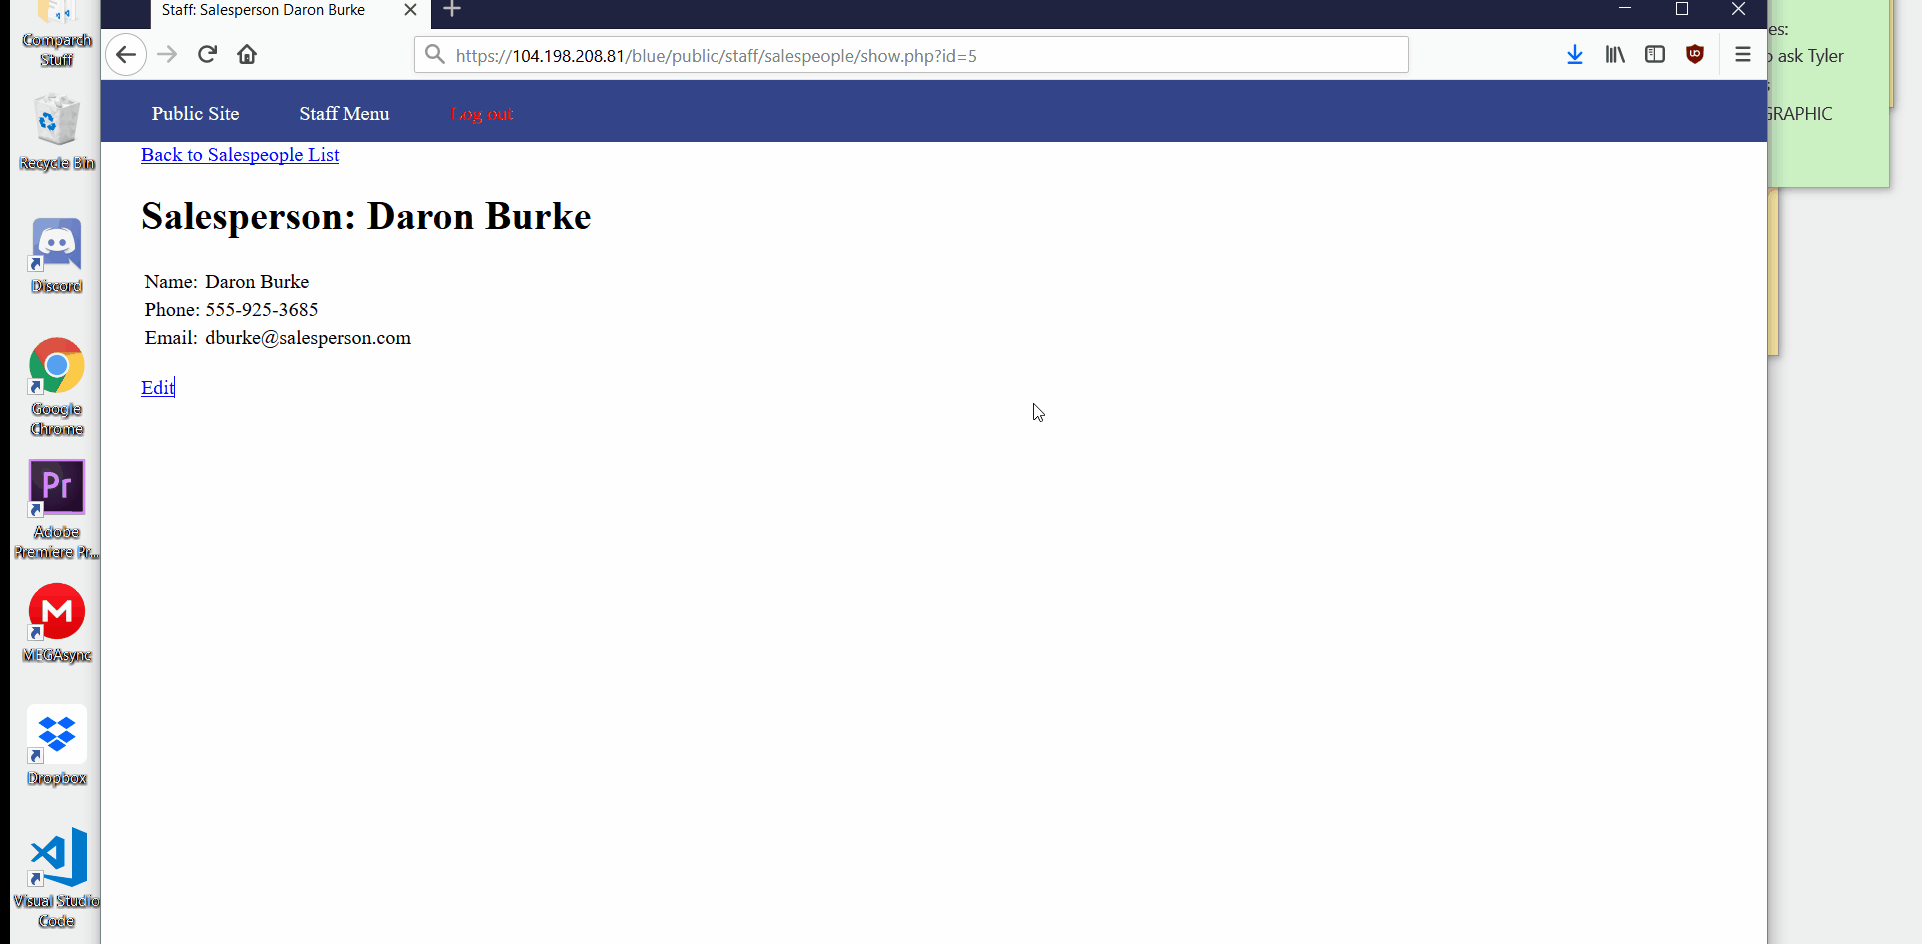 Staff: Salesperson Daron Burke
https://104.198.208.81/blue/public/staff/salespeople/show.php?id=5
Public Site
Staff Menu
Log out
Back to Salespeople List
Salesperson: Daron Burke
Name: Daron Burke
Phone: 555-925-3685
Email: dburke@salesperson.com
Edit
Comparch
Stuff
Recycle Bin
Discord
Google
Chrome
Pr
Adobe
Premiere Pr...
M
MEGAsync
Dropbox
Visual Studio
Code
es:
ask Tyler
GRAPHIC